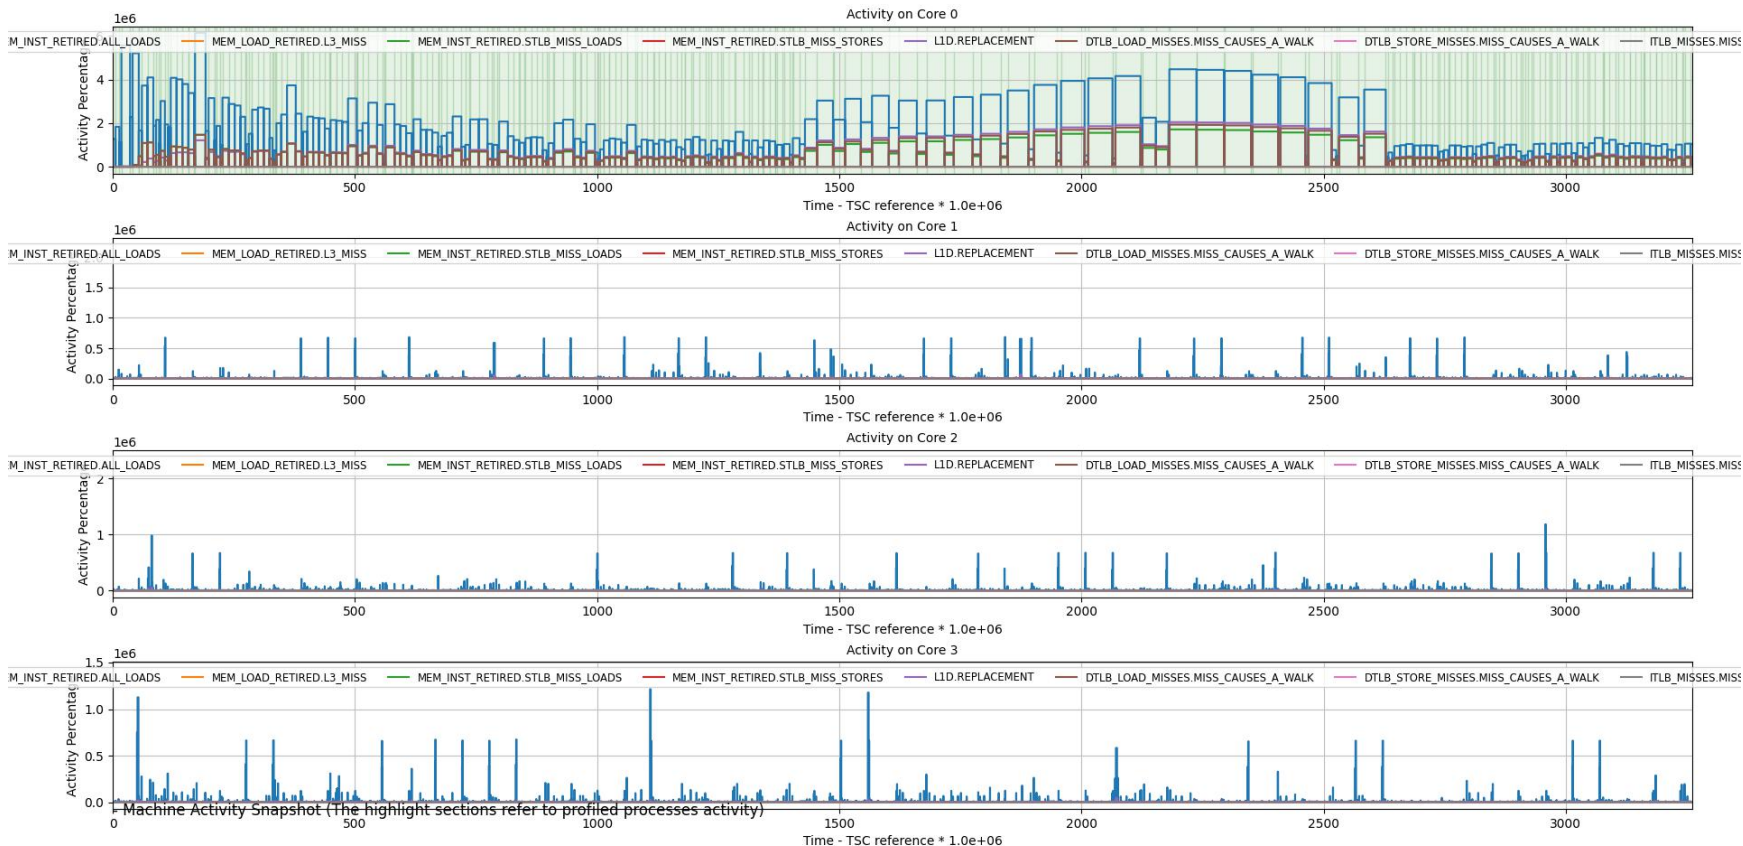 Activity on Core 0
1e6
M_INST_RETIRED.ALL_LOADS MEM_LOAD_RETIRED.L3_MISS MEM_INST_RETIRED.STLB_MISS_LOADS MEM_INST_RETIRED.STLB_MISS_STORES L1D.REPLACEMENT DTLB_LOAD_MISSES.MISS_CAUSES_A_WALK DTLB_STORE_MISSES.MISS_CAUSES_A_WALK ITLB_MISSES.MISS
Activity Percentag
4
2
0
0 500 1000 1500 2000 2500 3000
Time - TSC reference * 1.0e+06
Activity on Core 1
1e6
M_INST_RETIRED.ALL_LOADS MEM_LOAD_RETIRED.L3_MISS MEM_INST_RETIRED.STLB_MISS_LOADS MEM_INST_RETIRED.STLB_MISS_STORES L1D.REPLACEMENT DTLB_LOAD_MISSES.MISS_CAUSES_A_WALK DTLB_STORE_MISSES.MISS_CAUSES_A_WALK ITLB_MISSES.MISS
Activity Percentag
1.5
1.0
0.5
0.0
0 500 1000 1500 2000 2500 3000
Time - TSC reference * 1.0e+06
Activity on Core 2
1e6
M_INST_RETIRED.ALL_LOADS MEM_LOAD_RETIRED.L3_MISS MEM_INST_RETIRED.STLB_MISS_LOADS MEM_INST_RETIRED.STLB_MISS_STORES L1D.REPLACEMENT DTLB_LOAD_MISSES.MISS_CAUSES_A_WALK DTLB_STORE_MISSES.MISS_CAUSES_A_WALK ITLB_MISSES.MISS
Activity Percentag
2
1
0
0 500 1000 1500 2000 2500 3000
Time - TSC reference * 1.0e+06
Activity on Core 3
1e6
1.5
M_INST_RETIRED.ALL_LOADS MEM_LOAD_RETIRED.L3_MISS MEM_INST_RETIRED.STLB_MISS_LOADS MEM_INST_RETIRED.STLB_MISS_STORES L1D.REPLACEMENT DTLB_LOAD_MISSES.MISS_CAUSES_A_WALK DTLB_STORE_MISSES.MISS_CAUSES_A_WALK ITLB_MISSES.MISS
Activity Percentag
1.0
0.5
0.0
- Machine Activity Snapshot (The highlight sections refer to profiled processes activity)
0 500 1000 1500 2000 2500 3000
Time - TSC reference * 1.0e+06